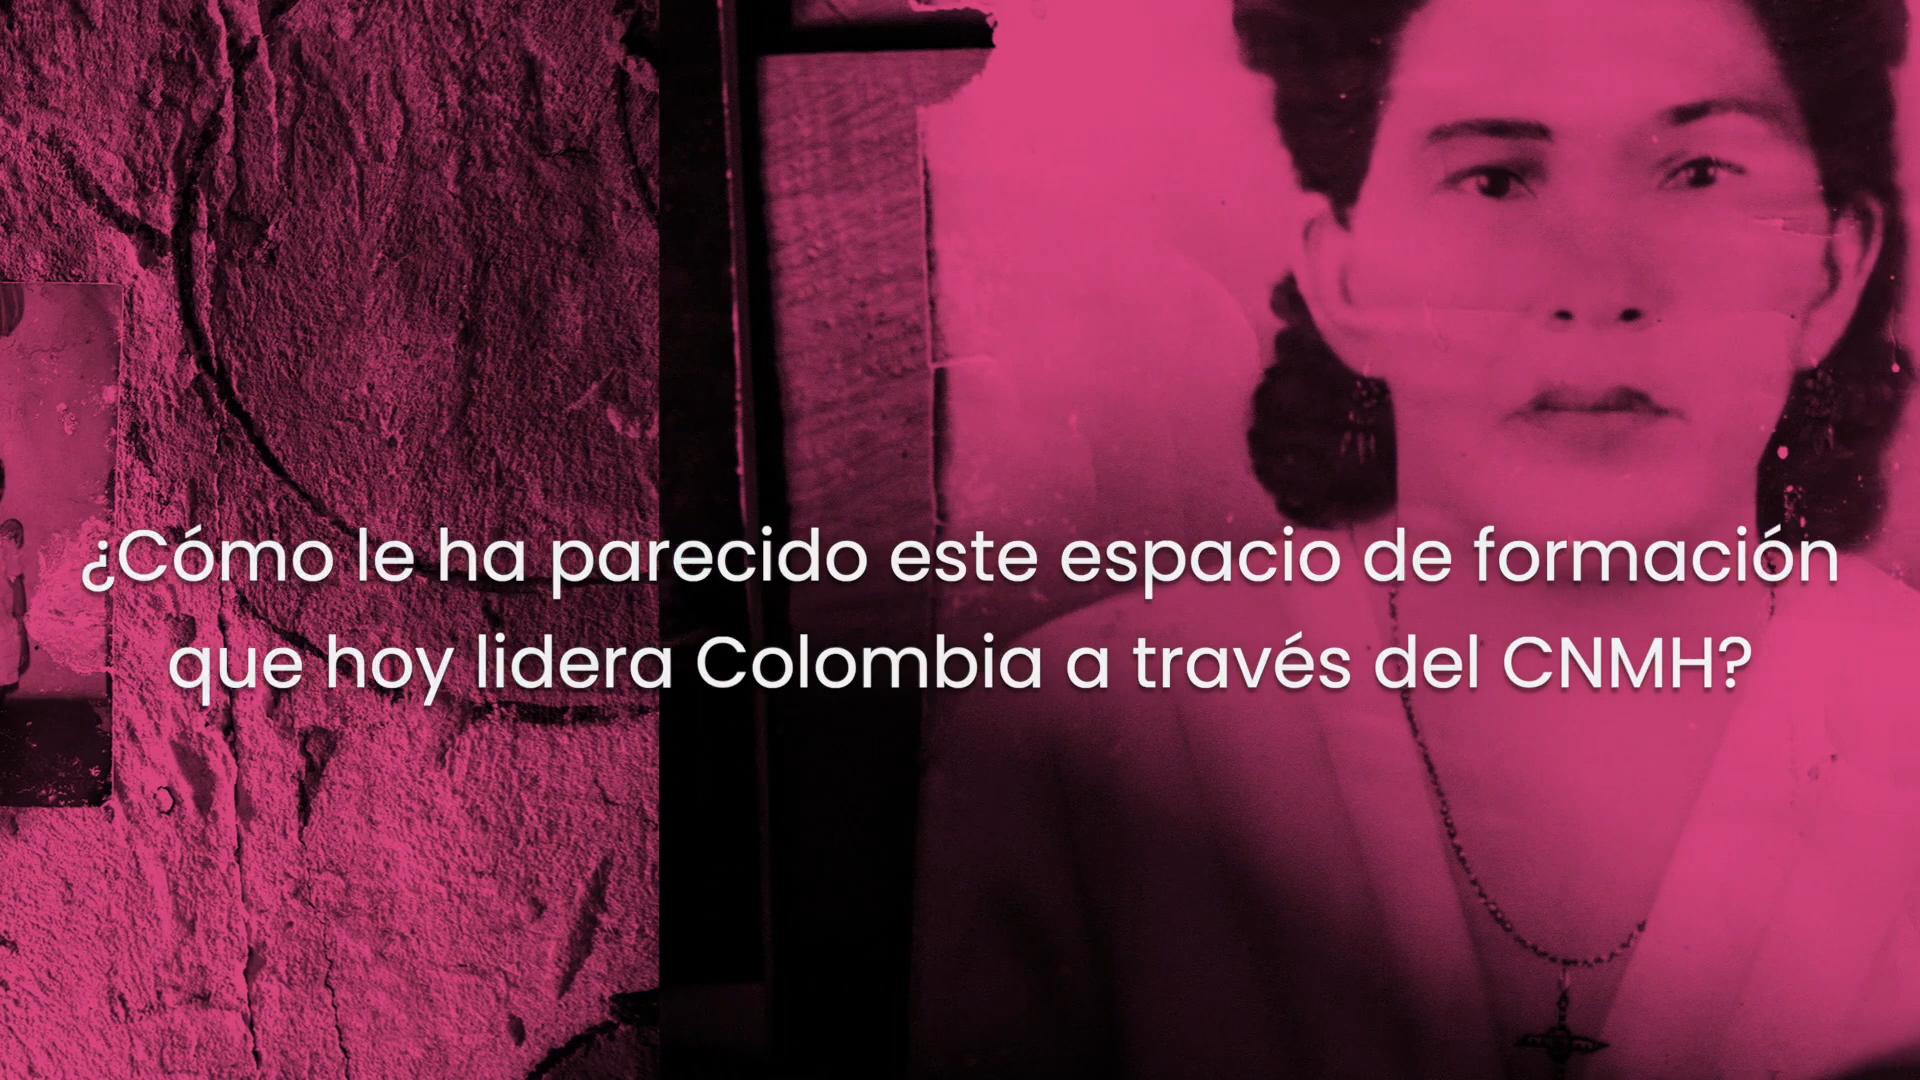 ¿Cómo le ha parecido este espacio de formación
que hoy lidera Colombia a través del CNMH?